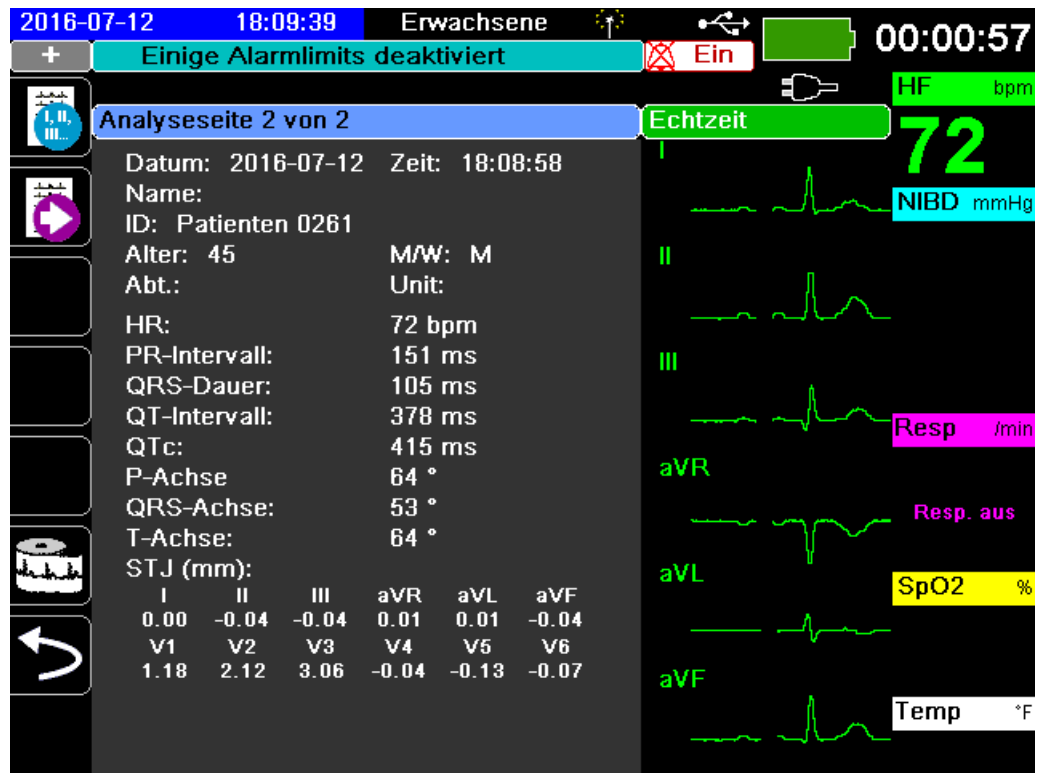 2016-07-12 18:09:39 Erwachsene 00:00:57
+ Einige Alarmlimits deaktiviert Ein
HF bpm
72
Analyseseite 2 von 2
Datum: 2016-07-12 Zeit: 18:08:58
Name:
ID: Patienten 0261
Alter: 45 M/W: M
Abt.: Unit:
HR: 72 bpm
PR-Intervall: 151 ms
QRS-Dauer: 105 ms
QT-Intervall: 378 ms
QTc: 415 ms
P-Achse 64 °
QRS-Achse: 53 °
T-Achse: 64 °
STJ (mm):
I II III aVR aVL aVF
0.00 -0.04 -0.04 0.01 0.01 -0.04
V1 V2 V3 V4 V5 V6
1.18 2.12 3.06 -0.04 -0.13 -0.07
Echtzeit
I
II
III
aVR
aVL
aVF
NIBD mmHg
Resp /min
Resp. aus
SpO2 %
Temp °F
I, II,
III...